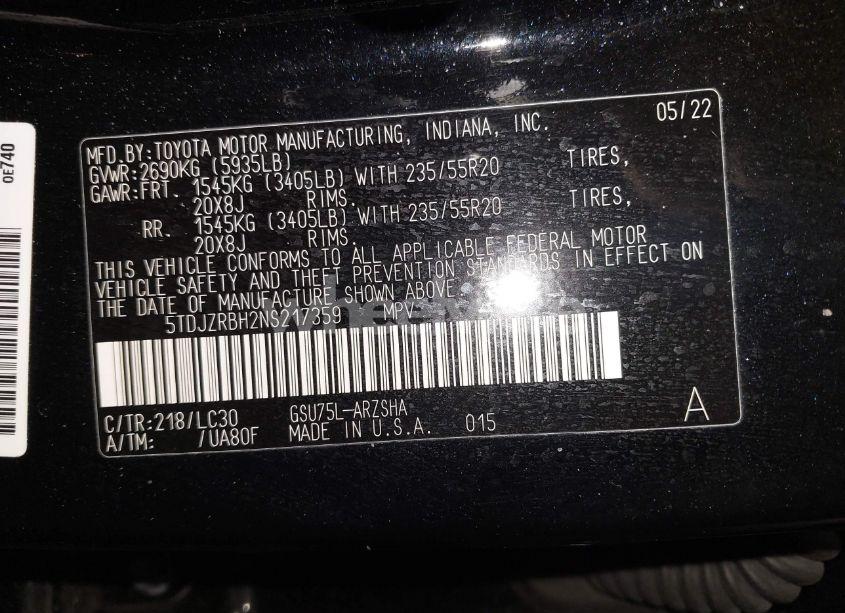 05/22
MFD.BY:TOYOTA MOTOR MANUFACTURING, INDIANA, INC.
GVWR:2690KG (5935LB)
GAWR:FRT. 1545KG (3405LB) WITH 235/55R20 TIRES,
20X8J RIMS.
RR. 1545KG (3405LB) WITH 235/55R20 TIRES,
20X8J RIMS.
THIS VEHICLE CONFORMS TO ALL APPLICABLE FEDERAL MOTOR
VEHICLE SAFETY AND THEFT PREVENTION STANDARDS IN EFFECT ON
THE DATE OF MANUFACTURE SHOWN ABOVE.
5TDJZRBH2NS217359 MPV
C/TR:218/LC30 GSU75L-ARZSHA
A/TM: /UA80F MADE IN U.S.A. 015
A
0E740